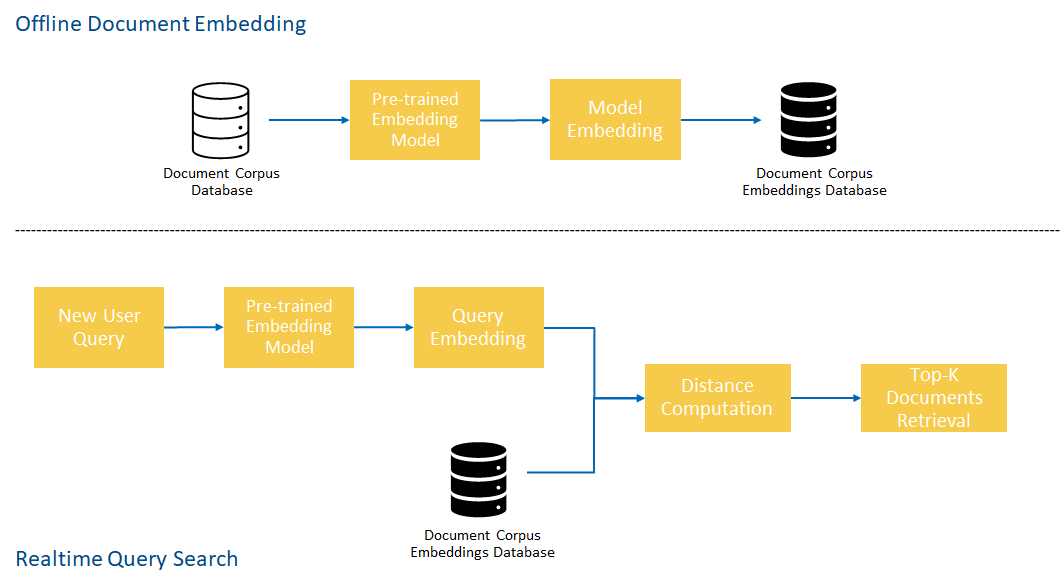 Offline Document Embedding
Document Corpus
Database
Pre-trained
Embedding
Model
Model
Embedding
Document Corpus
Embeddings Database
New User
Query
Pre-trained
Embedding
Model
Query
Embedding
Distance
Computation
Top-K
Documents
Retrieval
Document Corpus
Embeddings Database
Realtime Query Search